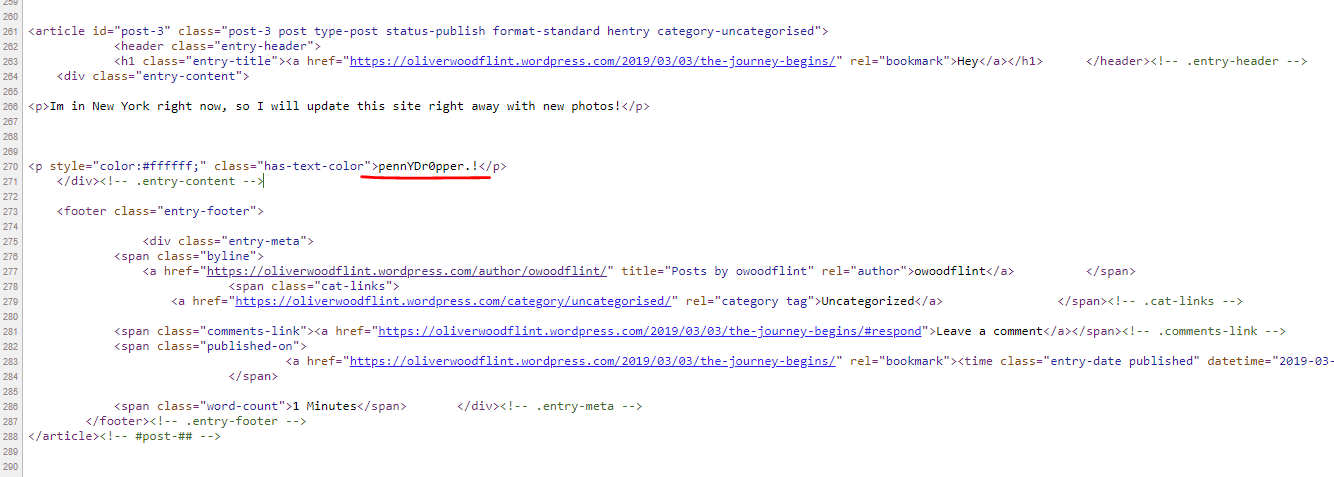 259
260
261 <article id="post-3" class="post-3 post type-post status-publish format-standard hentry category-uncategorised">
262 <header class="entry-header">
263 <h1 class="entry-title"><a href="https://oliverwoodflint.wordpress.com/2019/03/03/the-journey-begins/" rel="bookmark">Hey</a></h1> </header><!-- .entry-header -->
264 <div class="entry-content">
265
266 <p>Im in New York right now, so I will update this site right away with new photos!</p>
267
268
269
270 <p style="color:#ffffff;" class="has-text-color">pennYDr0pper.!</p>
271 </div><!-- .entry-content -->
272
273 <footer class="entry-footer">
274
275 <div class="entry-meta">
276 <span class="byline">
277 <a href="https://oliverwoodflint.wordpress.com/author/owoodflint/" title="Posts by owoodflint" rel="author">owoodflint</a> </span>
278 <span class="cat-links">
279 <a href="https://oliverwoodflint.wordpress.com/category/uncategorised/" rel="category tag">Uncategorized</a> </span><!-- .cat-links -->
280
281 <span class="comments-link"><a href="https://oliverwoodflint.wordpress.com/2019/03/03/the-journey-begins/#respond">Leave a comment</a></span><!-- .comments-link -->
282 <span class="published-on">
283 <a href="https://oliverwoodflint.wordpress.com/2019/03/03/the-journey-begins/" rel="bookmark"><time class="entry-date published" datetime="2019-03-
284 </span>
285
286 <span class="word-count">1 Minutes</span> </div><!-- .entry-meta -->
287 </footer><!-- .entry-footer -->
288 </article><!-- #post-## -->
289
290